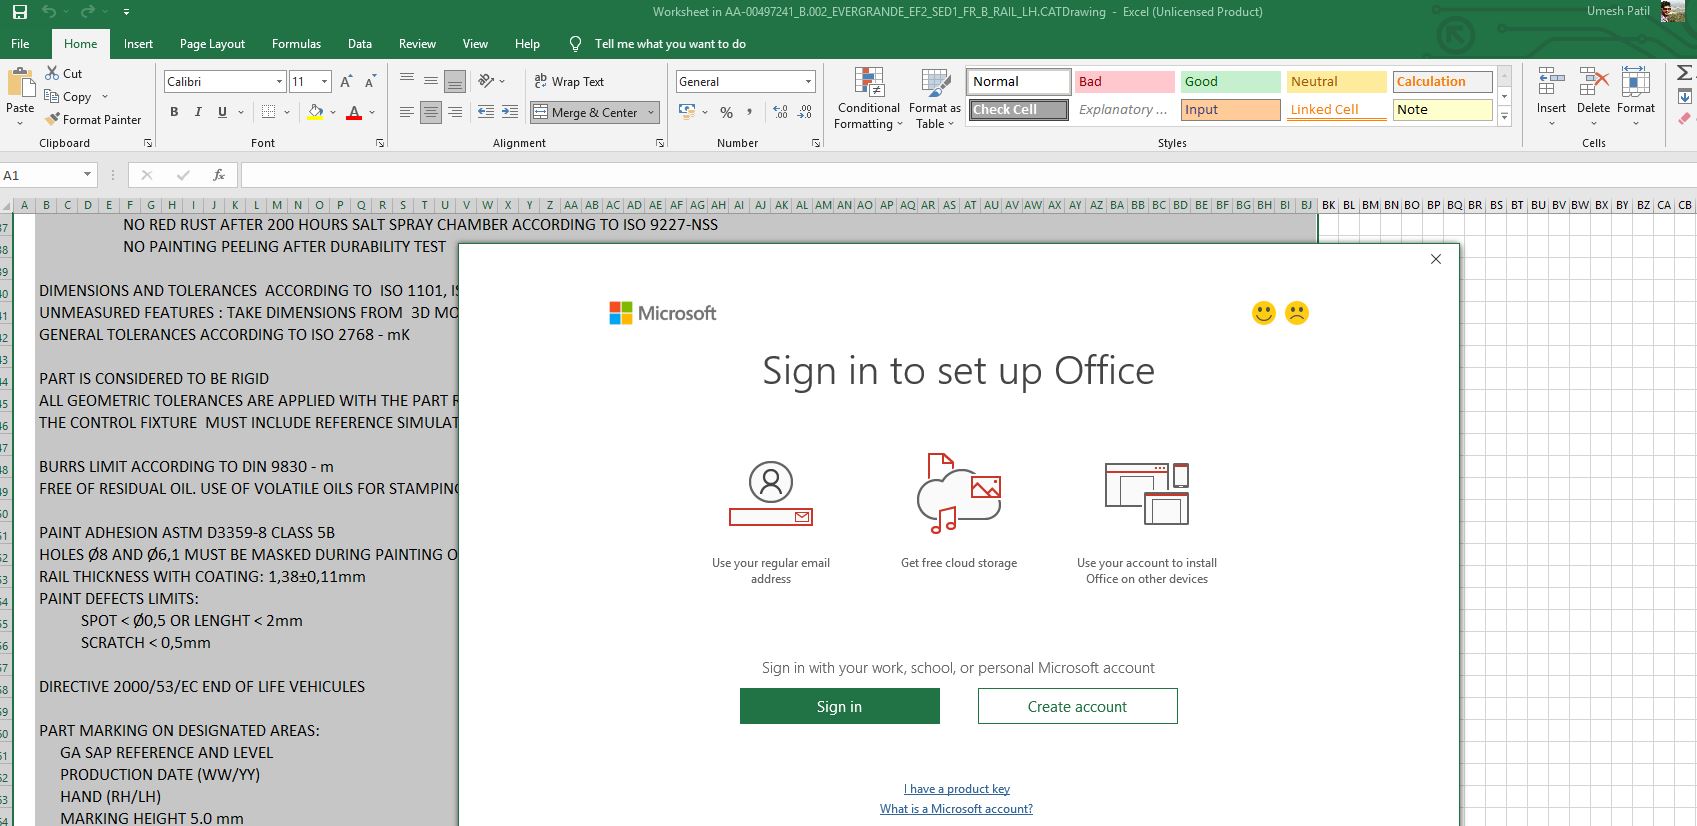 Worksheet in AA-00497241_B.002_EVERGRANDE_EF2_SED1_FR_B_RAIL_LH.CATDrawing - Excel (Unlicensed Product)
Umesh Patil
File Home Insert Page Layout Formulas Data Review View Help Tell me what you want to do
Paste
Cut
Copy
Format Painter
Clipboard
Calibri 11
B I U A
Font
ab Wrap Text
Merge & Center
Alignment
General
% , .00
Number
Conditional Formatting
Format as Table
Normal Bad Good Neutral Calculation
Check Cell Explanatory ... Input Linked Cell Note
Styles
Insert Delete Format
Cells
A1 fx
A B C D E F G H I J K L M N O P Q R S T U V W X Y Z AA AB AC AD AE AF AG AH AI AJ AK AL AM AN AO AP AQ AR AS AT AU AV AW AX AY AZ BA BB BC BD BE BF BG BH BI BJ BK BL BM BN BO BP BQ BR BS BT BU BV BW BX BY BZ CA CB
NO RED RUST AFTER 200 HOURS SALT SPRAY CHAMBER ACCORDING TO ISO 9227-NSS
NO PAINTING PEELING AFTER DURABILITY TEST
DIMENSIONS AND TOLERANCES ACCORDING TO ISO 1101,
UNMEASURED FEATURES : TAKE DIMENSIONS FROM 3D MO
GENERAL TOLERANCES ACCORDING TO ISO 2768 - mK
PART IS CONSIDERED TO BE RIGID
ALL GEOMETRIC TOLERANCES ARE APPLIED WITH THE PART R
THE CONTROL FIXTURE MUST INCLUDE REFERENCE SIMULAT
BURRS LIMIT ACCORDING TO DIN 9830 - m
FREE OF RESIDUAL OIL. USE OF VOLATILE OILS FOR STAMPING
PAINT ADHESION ASTM D3359-8 CLASS 5B
HOLES Ø8 AND Ø6,1 MUST BE MASKED DURING PAINTING O
RAIL THICKNESS WITH COATING: 1,38±0,11mm
PAINT DEFECTS LIMITS:
SPOT < Ø0,5 OR LENGHT < 2mm
SCRATCH < 0,5mm
DIRECTIVE 2000/53/EC END OF LIFE VEHICULES
PART MARKING ON DESIGNATED AREAS:
GA SAP REFERENCE AND LEVEL
PRODUCTION DATE (WW/YY)
HAND (RH/LH)
MARKING HEIGHT 5.0 mm
Microsoft
Sign in to set up Office
Use your regular email address
Get free cloud storage
Use your account to install Office on other devices
Sign in with your work, school, or personal Microsoft account
Sign in
Create account
I have a product key
What is a Microsoft account?